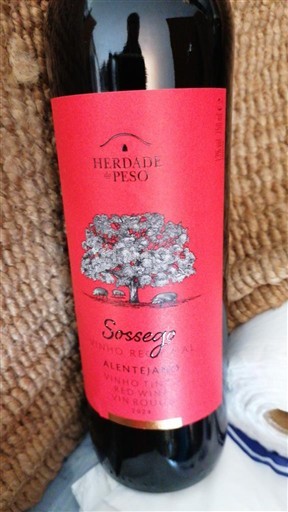 HERDADE
do PESO
Sossego
VINHO REGIONAL
ALENTEJANO
VINHO TINTO
RED WINE
VIN ROUGE